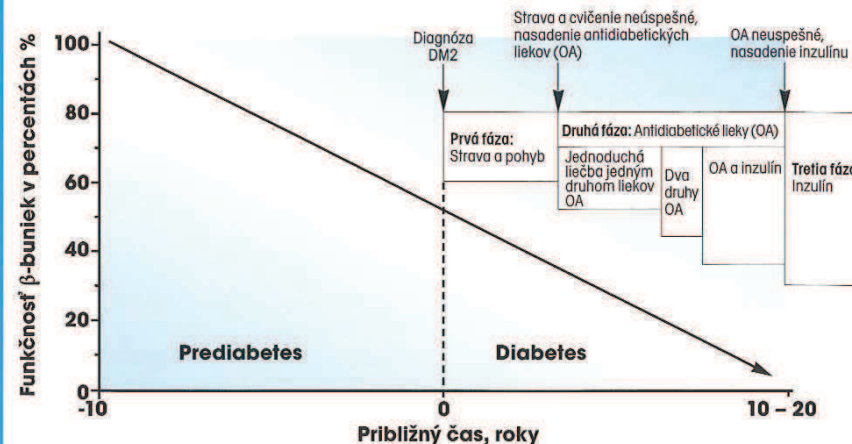 Funkčnosť β-buniek v percentách %
100
80
60
40
20
0
-10
0
10 – 20
Približný čas, roky
Prediabetes
Diabetes
Diagnóza
DM2
Strava a cvičenie neúspešné,
nasadenie antidiabetických
liekov (OA)
OA neuspešné,
nasadenie inzulínu
Prvá fáza:
Strava a pohyb
Druhá fáza: Antidiabetické lieky (OA)
Jednoduchá
liečba jedným
druhom liekov
OA
Dva
druhy
OA
OA a inzulín
Tretia fáza
Inzulín